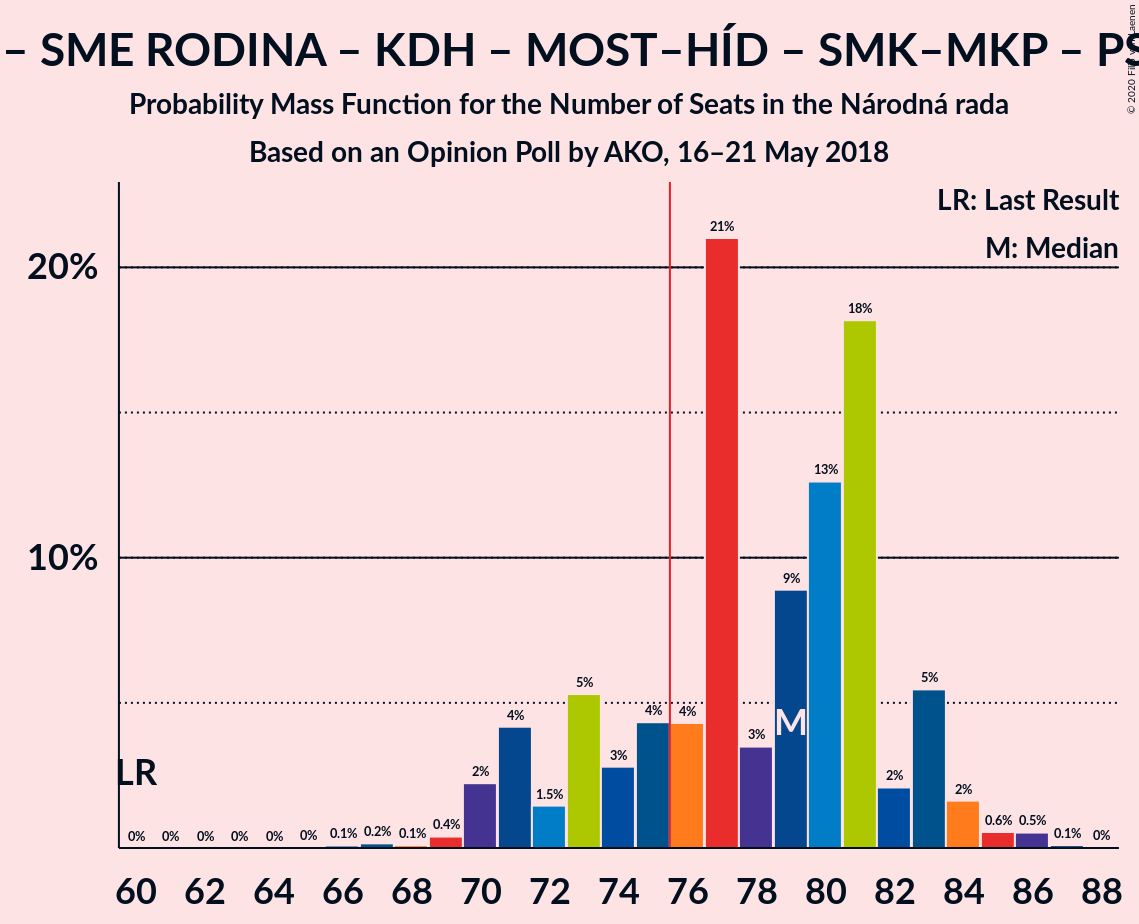 – SME RODINA – KDH – MOST–HÍD – SMK–MKP – PS
Probability Mass Function for the Number of Seats in the Národná rada
Based on an Opinion Poll by AKO, 16–21 May 2018
© 2020 Filip van Laenen
LR: Last Result
M: Median
20%
10%
LR
M
0% 0% 0% 0% 0% 0% 0.1% 0.2% 0.1% 0.4% 2% 4% 1.5% 5% 3% 4% 4% 21% 3% 9% 13% 18% 2% 5% 2% 0.6% 0.5% 0.1% 0%
60 62 64 66 68 70 72 74 76 78 80 82 84 86 88